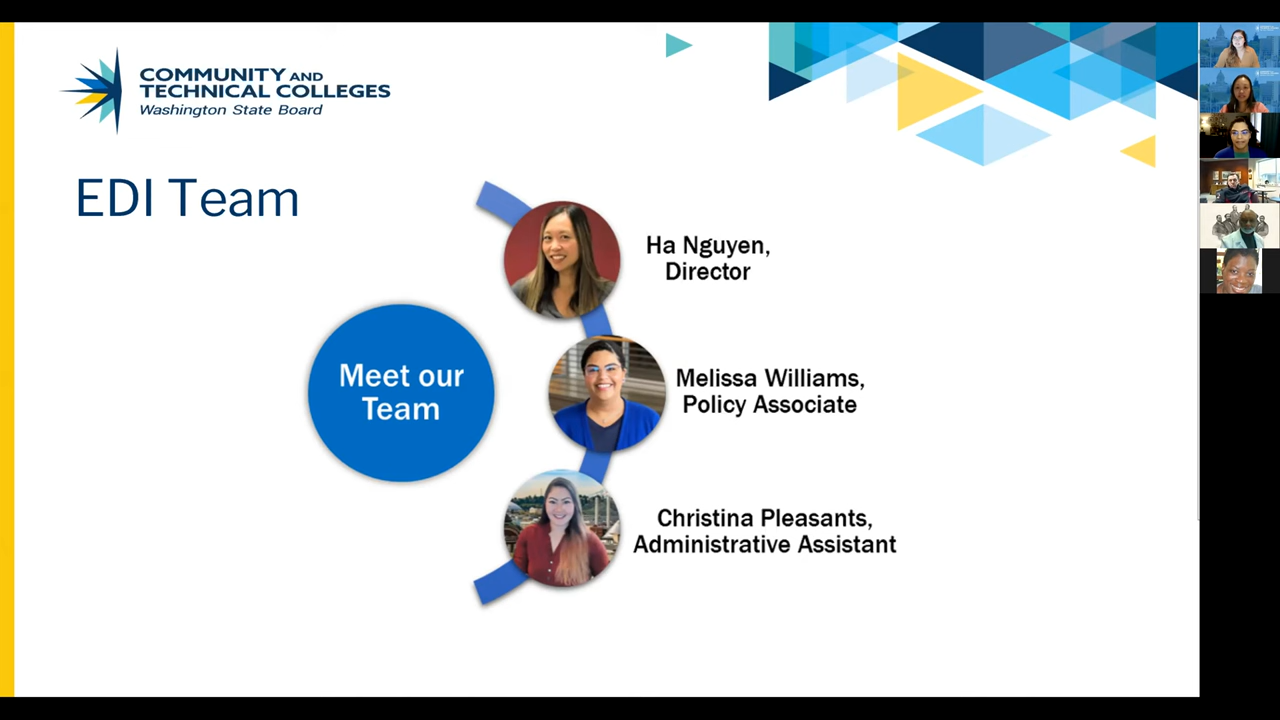 COMMUNITY AND
TECHNICAL COLLEGES
Washington State Board
EDI Team
Meet our
Team
Ha Nguyen,
Director
Melissa Williams,
Policy Associate
Christina Pleasants,
Administrative Assistant